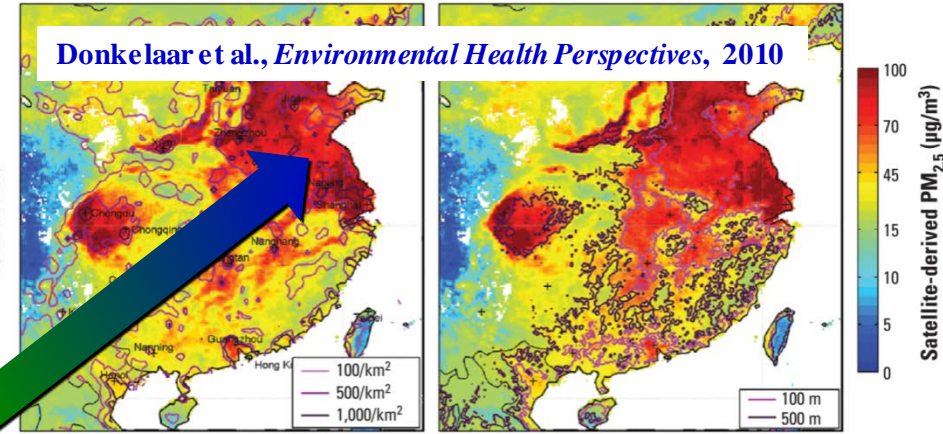 Donkelaar et al., Environmental Health Perspectives, 2010
Zhengzhou
Shanghai
Chengdu
Chongqing
Nanchang
Guangzhou
Nanning
Hong Ko
Hanoi
Taipei
100/km²
500/km²
1,000/km²
100 m
500 m
100
70
45
15
10
5
0
Satellite-derived PM2.5 (µg/m³)